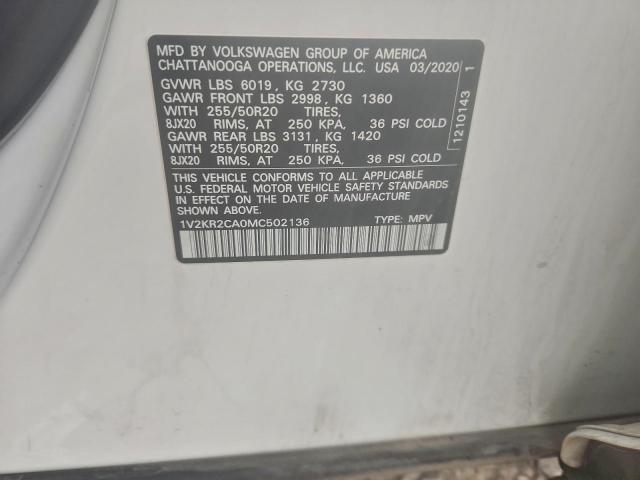 MFD BY VOLKSWAGEN GROUP OF AMERICA
CHATTANOOGA OPERATIONS, LLC. USA 03/2020
GVWR LBS 6019 , KG 2730
GAWR FRONT LBS 2998 , KG 1360
WITH 255/50R20 TIRES,
8JX20 RIMS, AT 250 KPA, 36 PSI COLD
GAWR REAR LBS 3131 , KG 1420
WITH 255/50R20 TIRES,
8JX20 RIMS, AT 250 KPA, 36 PSI COLD
THIS VEHICLE CONFORMS TO ALL APPLICABLE
U.S. FEDERAL MOTOR VEHICLE SAFETY STANDARDS
IN EFFECT ON THE DATE OF MANUFACTURE
SHOWN ABOVE
1V2KR2CA0MC502136 TYPE: MPV
1210143 1